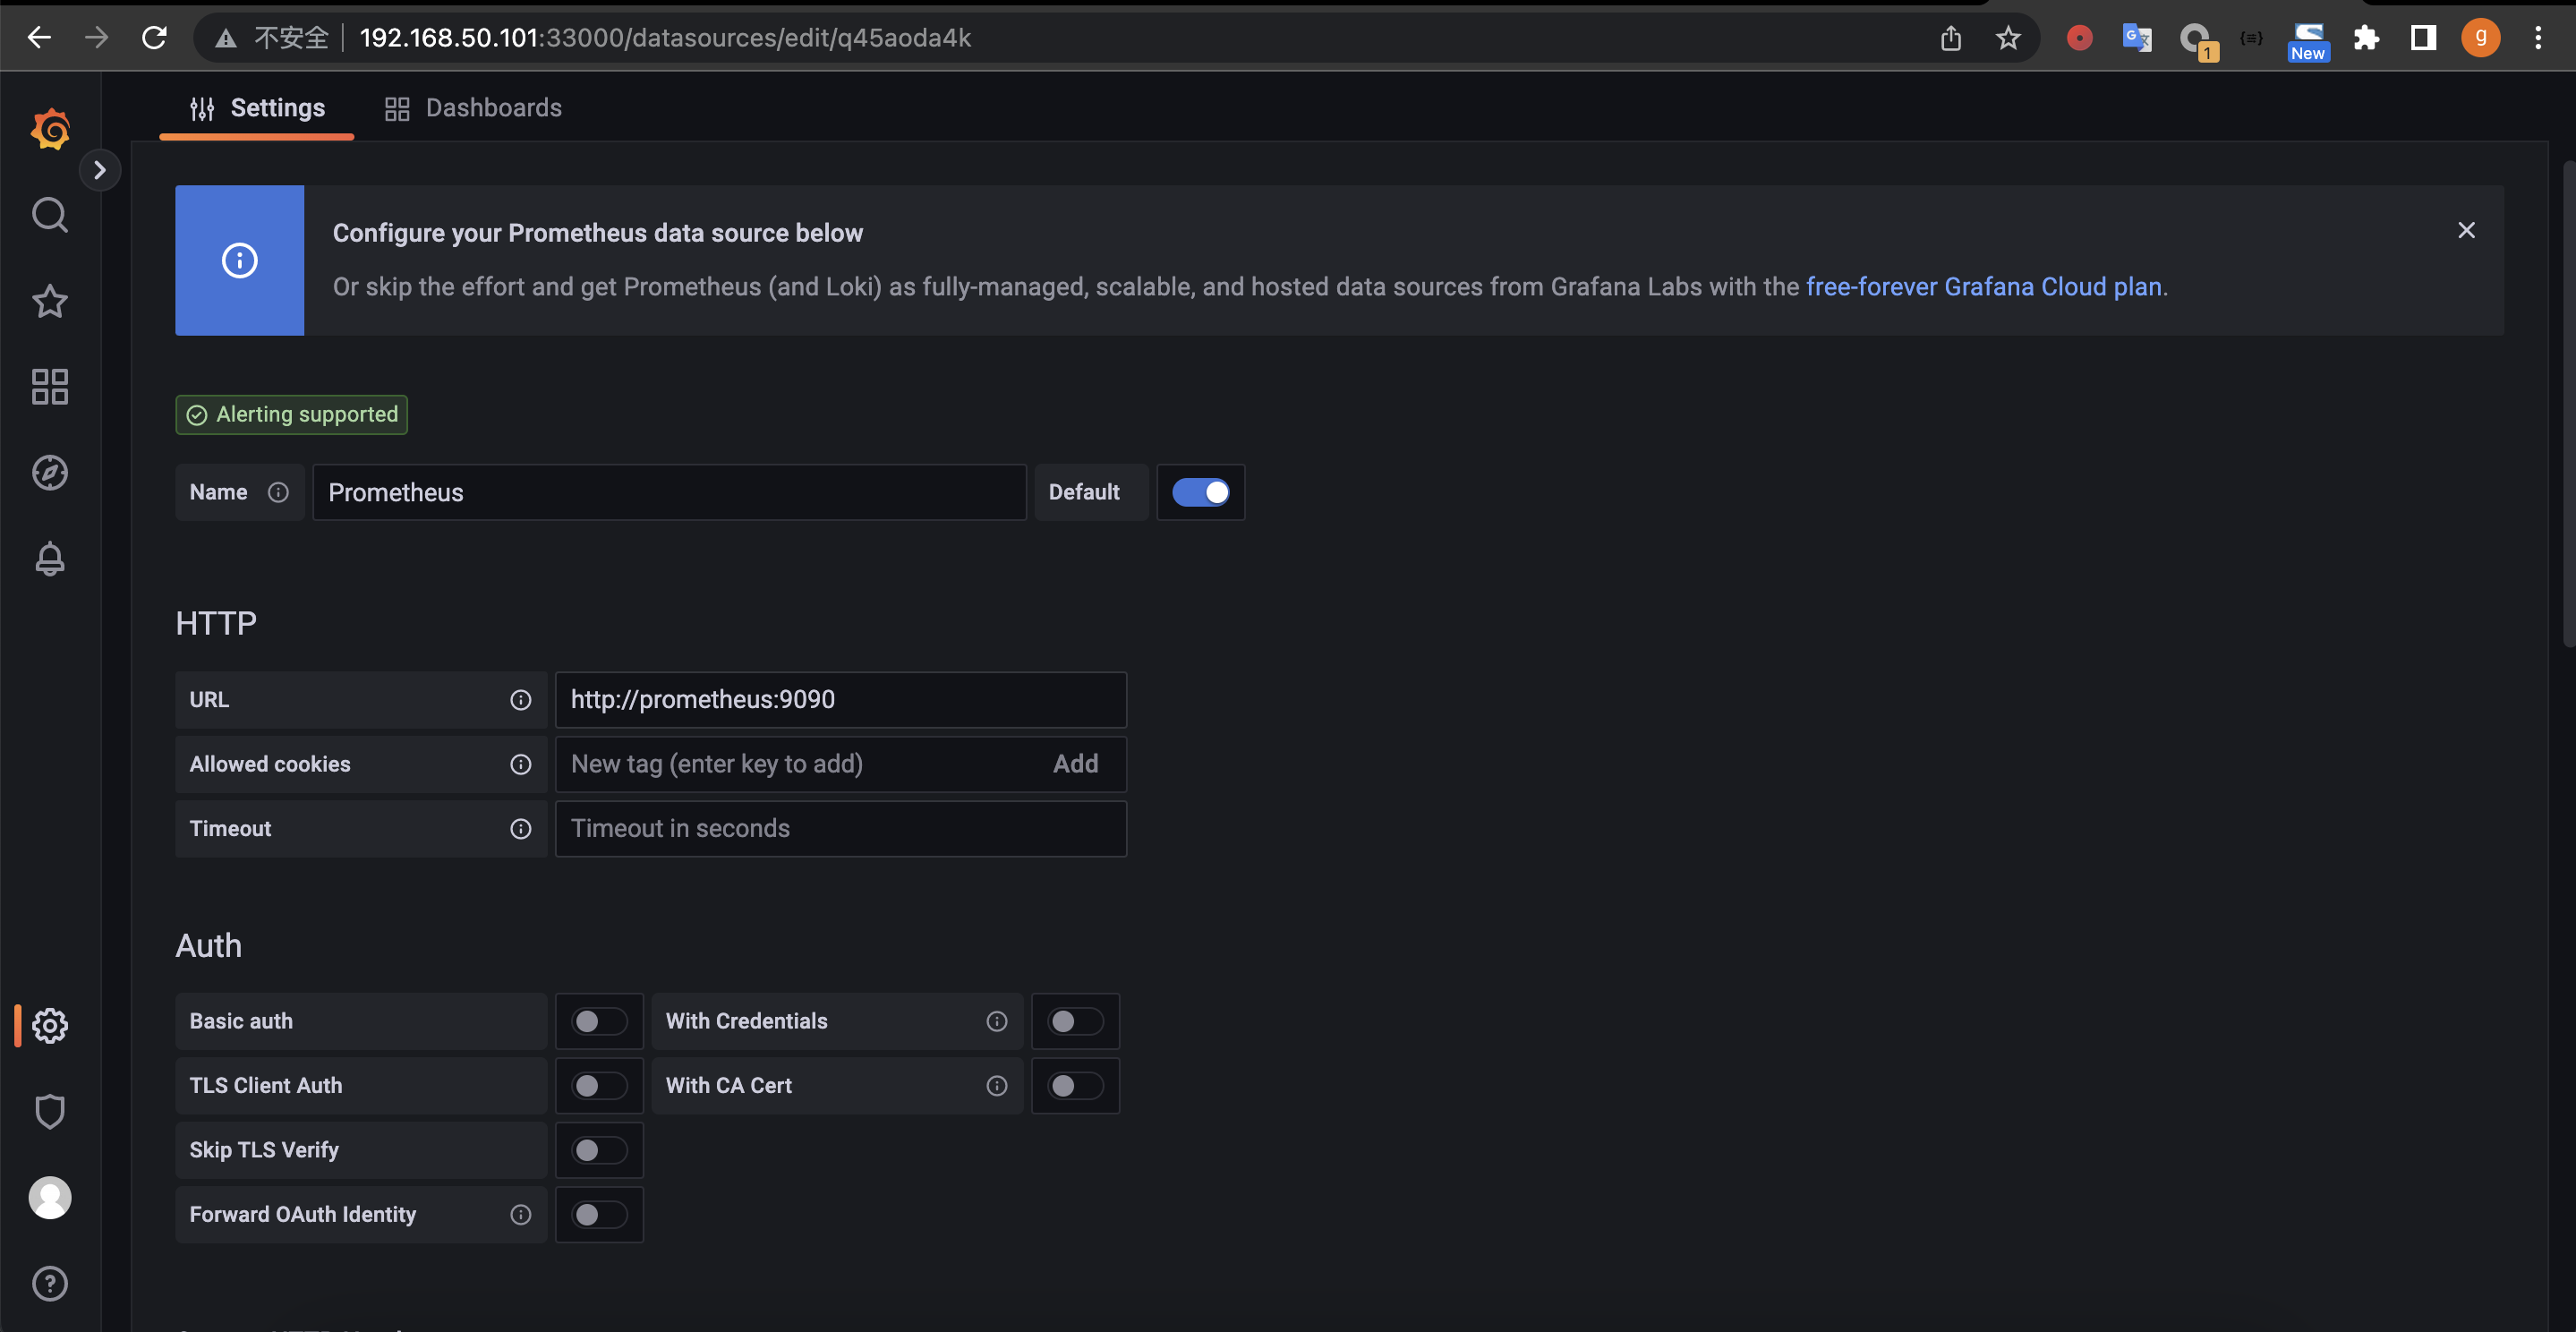 不安全 192.168.50.101:33000/datasources/edit/q45aoda4k
1
New
g
Settings Dashboards
Configure your Prometheus data source below
Or skip the effort and get Prometheus (and Loki) as fully-managed, scalable, and hosted data sources from Grafana Labs with the free-forever Grafana Cloud plan.
Alerting supported
Name Prometheus Default
HTTP
URL http://prometheus:9090
Allowed cookies New tag (enter key to add) Add
Timeout Timeout in seconds
Auth
Basic auth With Credentials
TLS Client Auth With CA Cert
Skip TLS Verify
Forward OAuth Identity